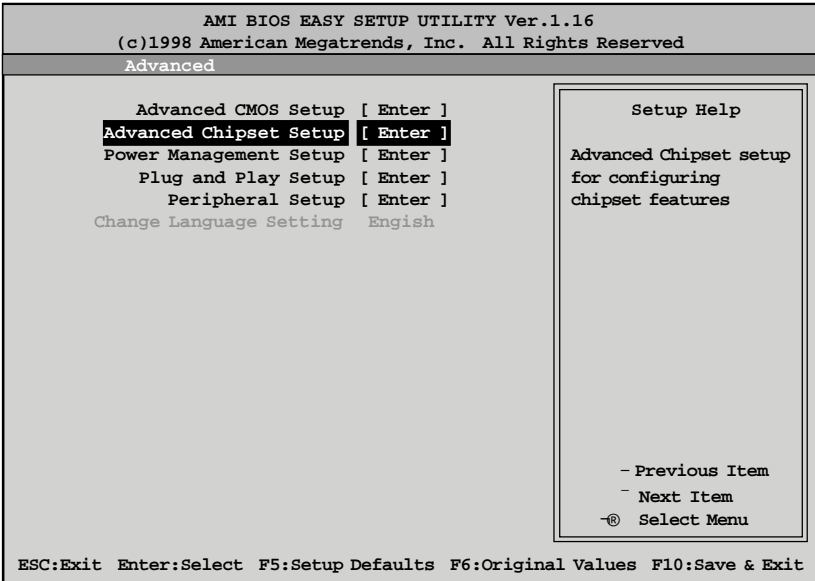 AMI BIOS EASY SETUP UTILITY Ver.1.16
(c)1998 American Megatrends, Inc. All Rights Reserved
Advanced
Advanced CMOS Setup [ Enter ]
Advanced Chipset Setup [ Enter ]
Power Management Setup [ Enter ]
Plug and Play Setup [ Enter ]
Peripheral Setup [ Enter ]
Change Language Setting Engish
Setup Help
Advanced Chipset setup
for configuring
chipset features
– Previous Item
¯ Next Item
¬® Select Menu
ESC:Exit Enter:Select F5:Setup Defaults F6:Original Values F10:Save & Exit